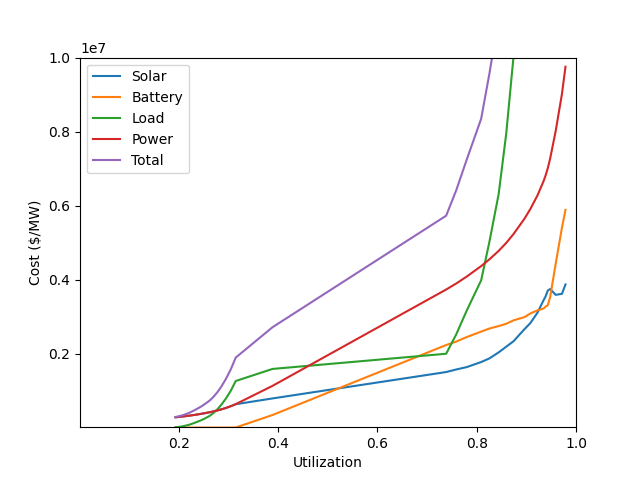 1e7
1.0
0.8
0.6
0.4
0.2
Cost ($/MW)
Solar
Battery
Load
Power
Total
0.2 0.4 0.6 0.8 1.0
Utilization